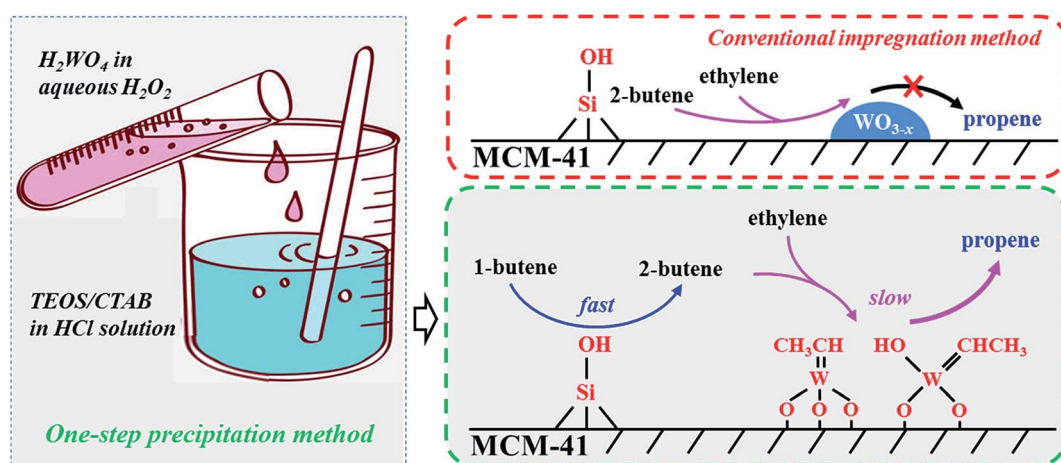 H₂WO₄ in
aqueous H₂O₂
TEOS/CTAB
in HCl solution
One-step precipitation method
Conventional impregnation method
OH
Si
2-butene
ethylene
WO₃₋ₓ
propene
MCM-41
ethylene
propene
1-butene
2-butene
fast
slow
OH
Si
CH₃CH
W
O O O
HO
CHCH₃
W
O O
MCM-41